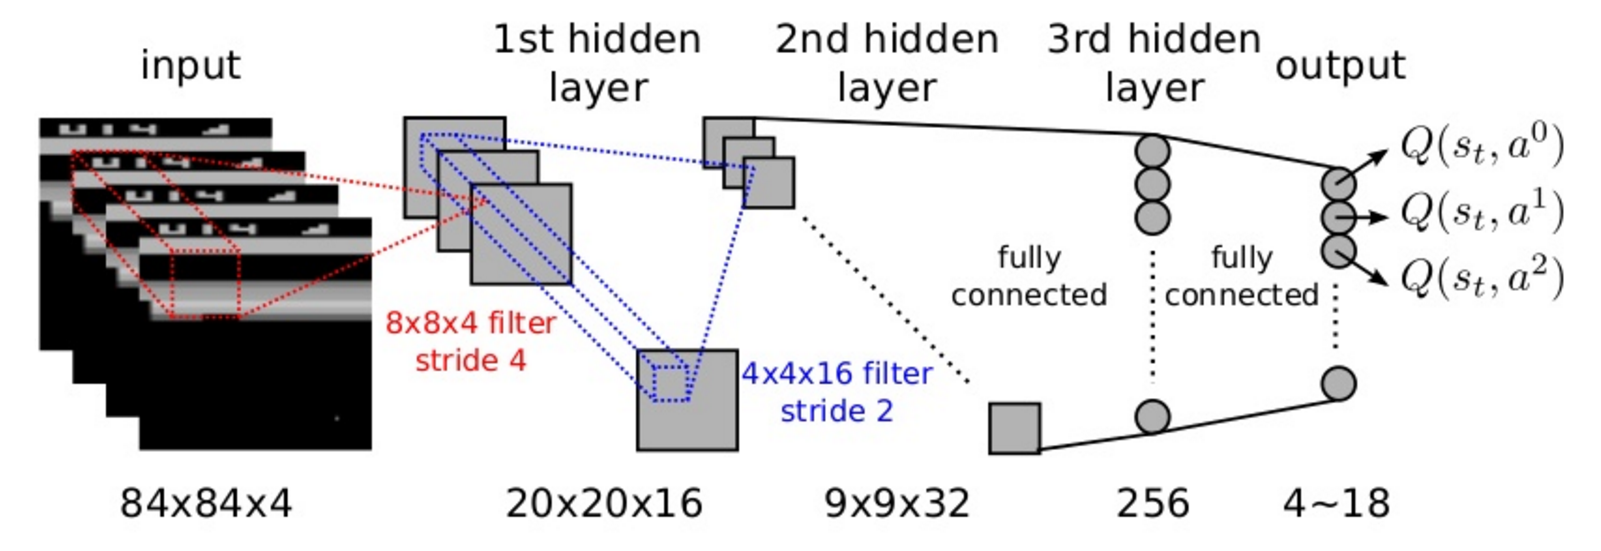 input
1st hidden
layer
2nd hidden
layer
3rd hidden
layer
output
8x8x4 filter
stride 4
4x4x16 filter
stride 2
fully
connected
fully
connected
Q(s_t, a^0)
Q(s_t, a^1)
Q(s_t, a^2)
84x84x4
20x20x16
9x9x32
256
4~18